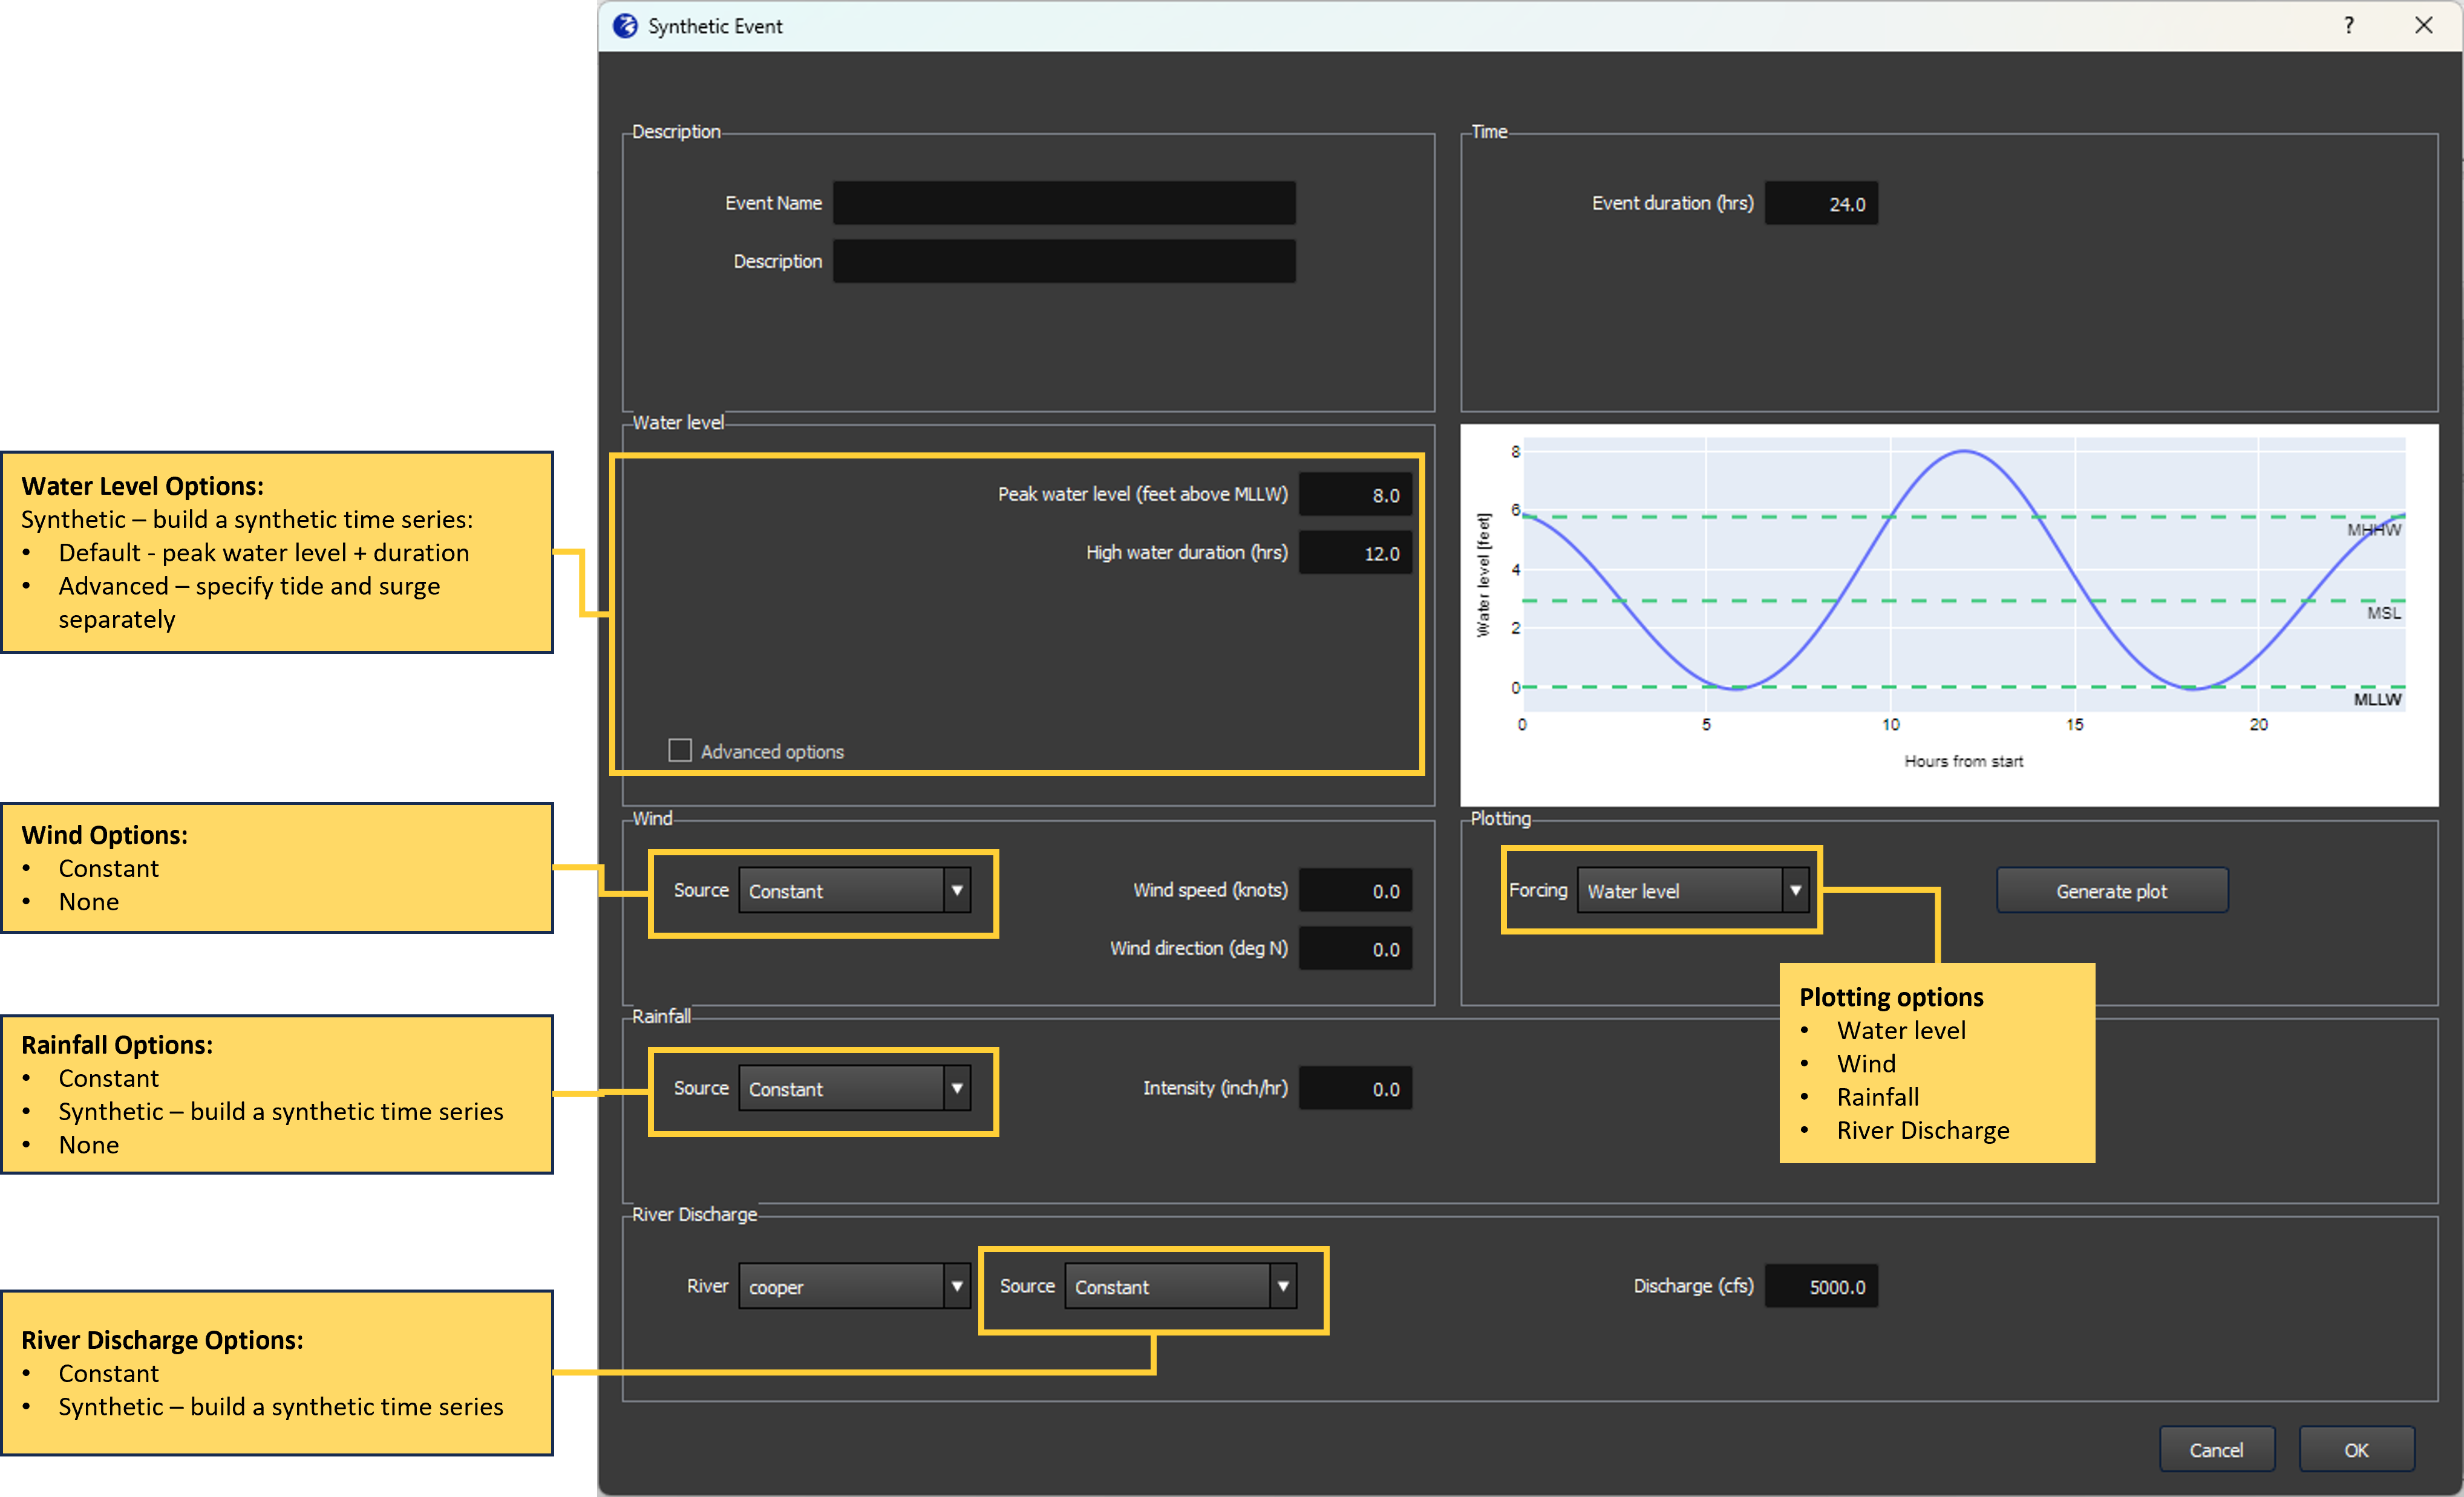 Synthetic Event
?
Description
Event Name
Description
Time
Event duration (hrs) 24.0
Water level
Peak water level (feet above MLLW) 8.0
High water duration (hrs) 12.0
Advanced options
Water level [feet]
8
6
4
2
0
MHHW
MSL
MLLW
0 5 10 15 20
Hours from start
Water Level Options:
Synthetic – build a synthetic time series:
• Default - peak water level + duration
• Advanced – specify tide and surge
separately
Wind Options:
• Constant
• None
Wind
Source Constant
Wind speed (knots) 0.0
Wind direction (deg N) 0.0
Plotting
Forcing Water level
Generate plot
Plotting options
• Water level
• Wind
• Rainfall
• River Discharge
Rainfall Options:
• Constant
• Synthetic – build a synthetic time series
• None
Rainfall
Source Constant
Intensity (inch/hr) 0.0
River Discharge
River cooper
Source Constant
Discharge (cfs) 5000.0
River Discharge Options:
• Constant
• Synthetic – build a synthetic time series
Cancel
OK